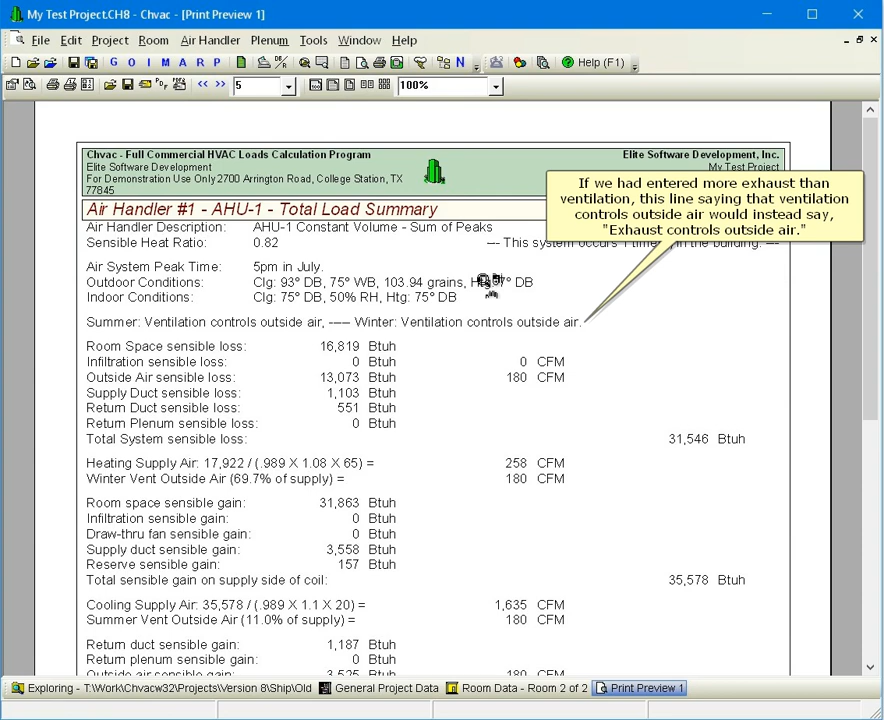 My Test Project.CH8 - Chvac - [Print Preview 1]
File Edit Project Room Air Handler Plenum Tools Window Help
G O I M A R P N Help (F1)
5 100%
Chvac - Full Commercial HVAC Loads Calculation Program Elite Software Development, Inc.
Elite Software Development My Test Project
For Demonstration Use Only 2700 Arrington Road, College Station, TX
77845
If we had entered more exhaust than
ventilation, this line saying that ventilation
controls outside air would instead say,
"Exhaust controls outside air."
Air Handler #1 - AHU-1 - Total Load Summary
Air Handler Description: AHU-1 Constant Volume - Sum of Peaks
Sensible Heat Ratio: 0.82 --- This system occurs 1 time(s) in the building. ---
Air System Peak Time: 5pm in July.
Outdoor Conditions: Clg: 93° DB, 75° WB, 103.94 grains, DB
Indoor Conditions: Clg: 75° DB, 50% RH, Htg: 75° DB
Summer: Ventilation controls outside air, ---- Winter: Ventilation controls outside air.
Room Space sensible loss: 16,819 Btuh
Infiltration sensible loss: 0 Btuh 0 CFM
Outside Air sensible loss: 13,073 Btuh 180 CFM
Supply Duct sensible loss: 1,103 Btuh
Return Duct sensible loss: 551 Btuh
Return Plenum sensible loss: 0 Btuh
Total System sensible loss: 31,546 Btuh
Heating Supply Air: 17,922 / (.989 X 1.08 X 65) = 258 CFM
Winter Vent Outside Air (69.7% of supply) = 180 CFM
Room space sensible gain: 31,863 Btuh
Infiltration sensible gain: 0 Btuh
Draw-thru fan sensible gain: 0 Btuh
Supply duct sensible gain: 3,558 Btuh
Reserve sensible gain: 157 Btuh
Total sensible gain on supply side of coil: 35,578 Btuh
Cooling Supply Air: 35,578 / (.989 X 1.1 X 20) = 1,635 CFM
Summer Vent Outside Air (11.0% of supply) = 180 CFM
Return duct sensible gain: 1,187 Btuh
Return plenum sensible gain: 0 Btuh
Outside air sensible gain: 3,525 Btuh 180 CFM
Exploring - T:\Work\Chvacw32\Projects\Version 8\Ship\Old General Project Data Room Data - Room 2 of 2 Print Preview 1